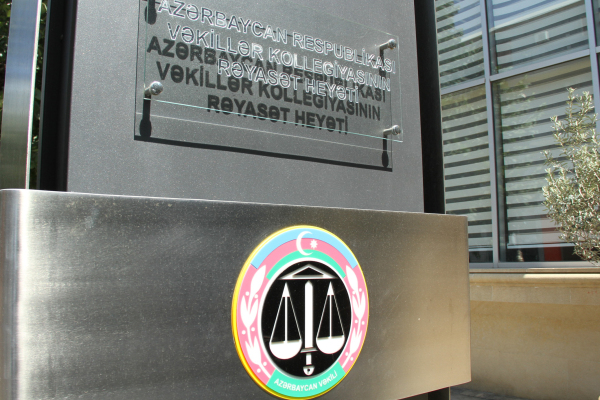 AZƏRBAYCAN RESPUBLİKASI
VƏKİLLƏR KOLLEGİYASININ
RƏYASƏT HEYƏTİ
AZƏRBAYCAN VƏKİLİ